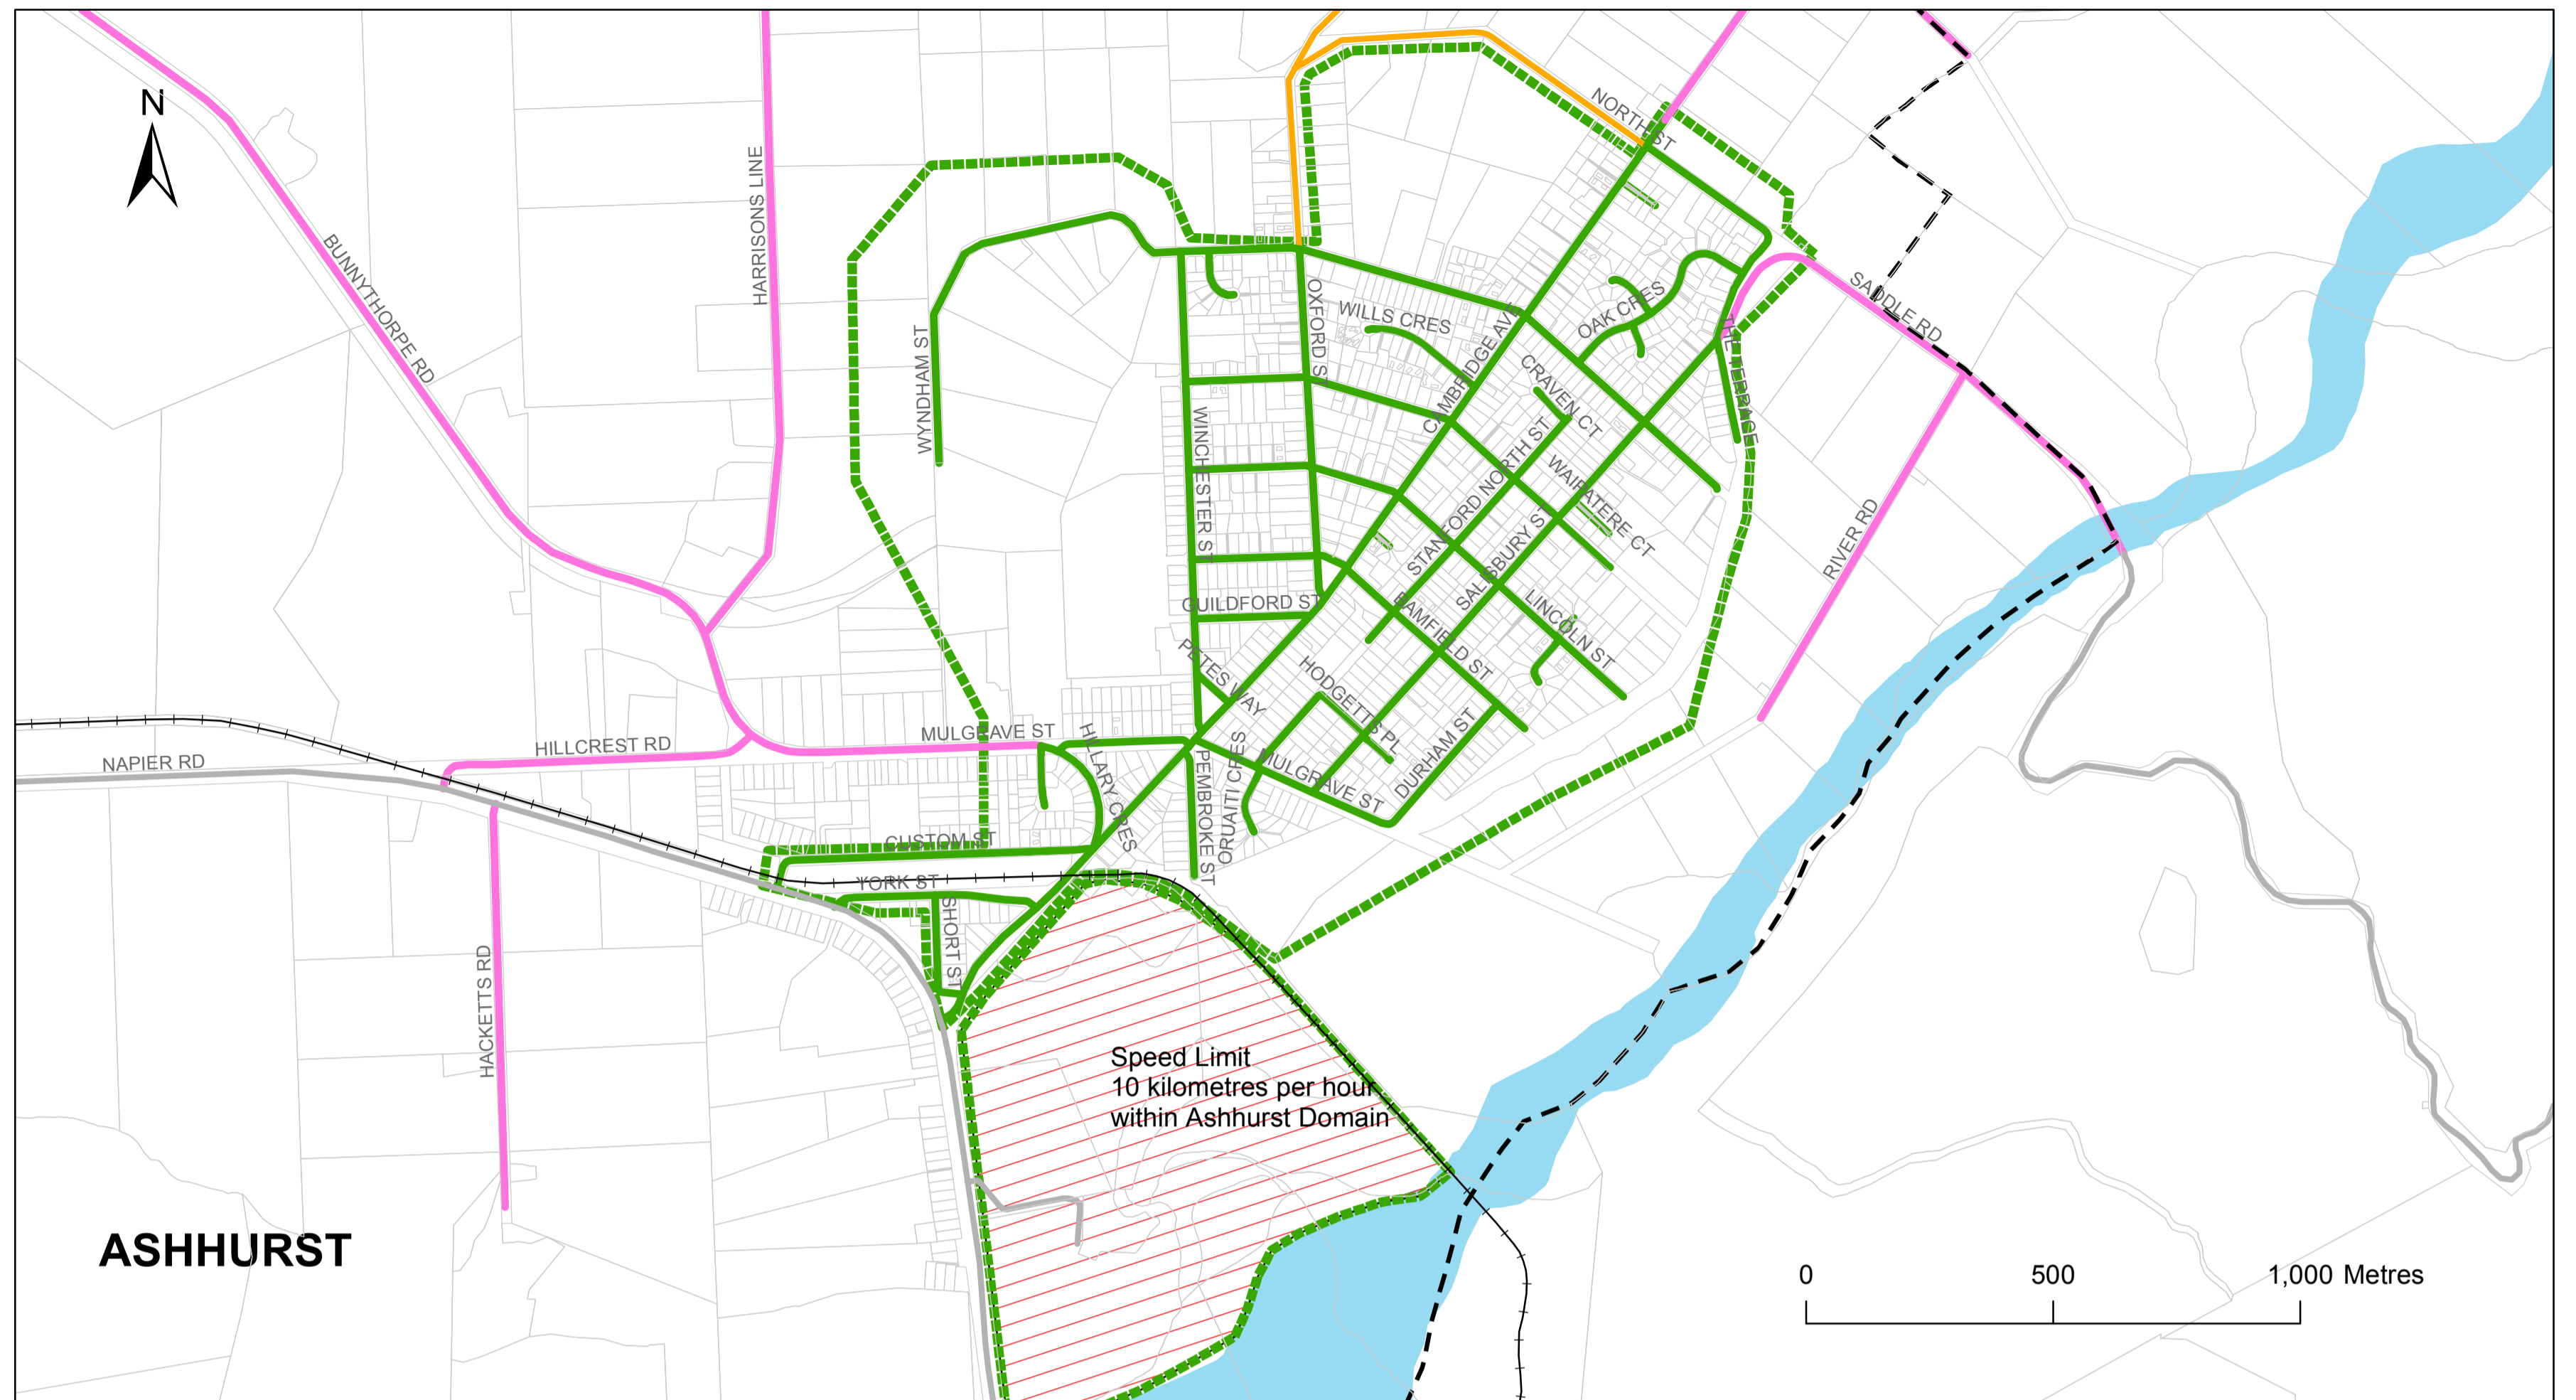 N
NORTH ST
HARRISONS LINE
BUNNYTHORPE RD
SADDLE RD
OXFORD ST
WILLS CRES
OAK CRES
WYNDHAM ST
CAMBRIDGE AVE
THE TERRACE
CRAVEN CT
WINCHESTER ST
STANFORD NORTH ST
WAIPATERE CT
SALISBURY ST
RIVER RD
GUILDFORD ST
BAMFIELD ST
LINCOLN ST
PETES WAY
HODGETTS PL
MULGRAVE ST
HILLCREST RD
NAPIER RD
HILLARY CRES
PEMBROKE ST
ORUAITI CRES
MULGRAVE ST
DURHAM ST
CUSTOM ST
YORK ST
SHORT ST
HACKETTS RD
Speed Limit
10 kilometres per hour
within Ashhurst Domain
ASHHURST
0 500 1,000 Metres